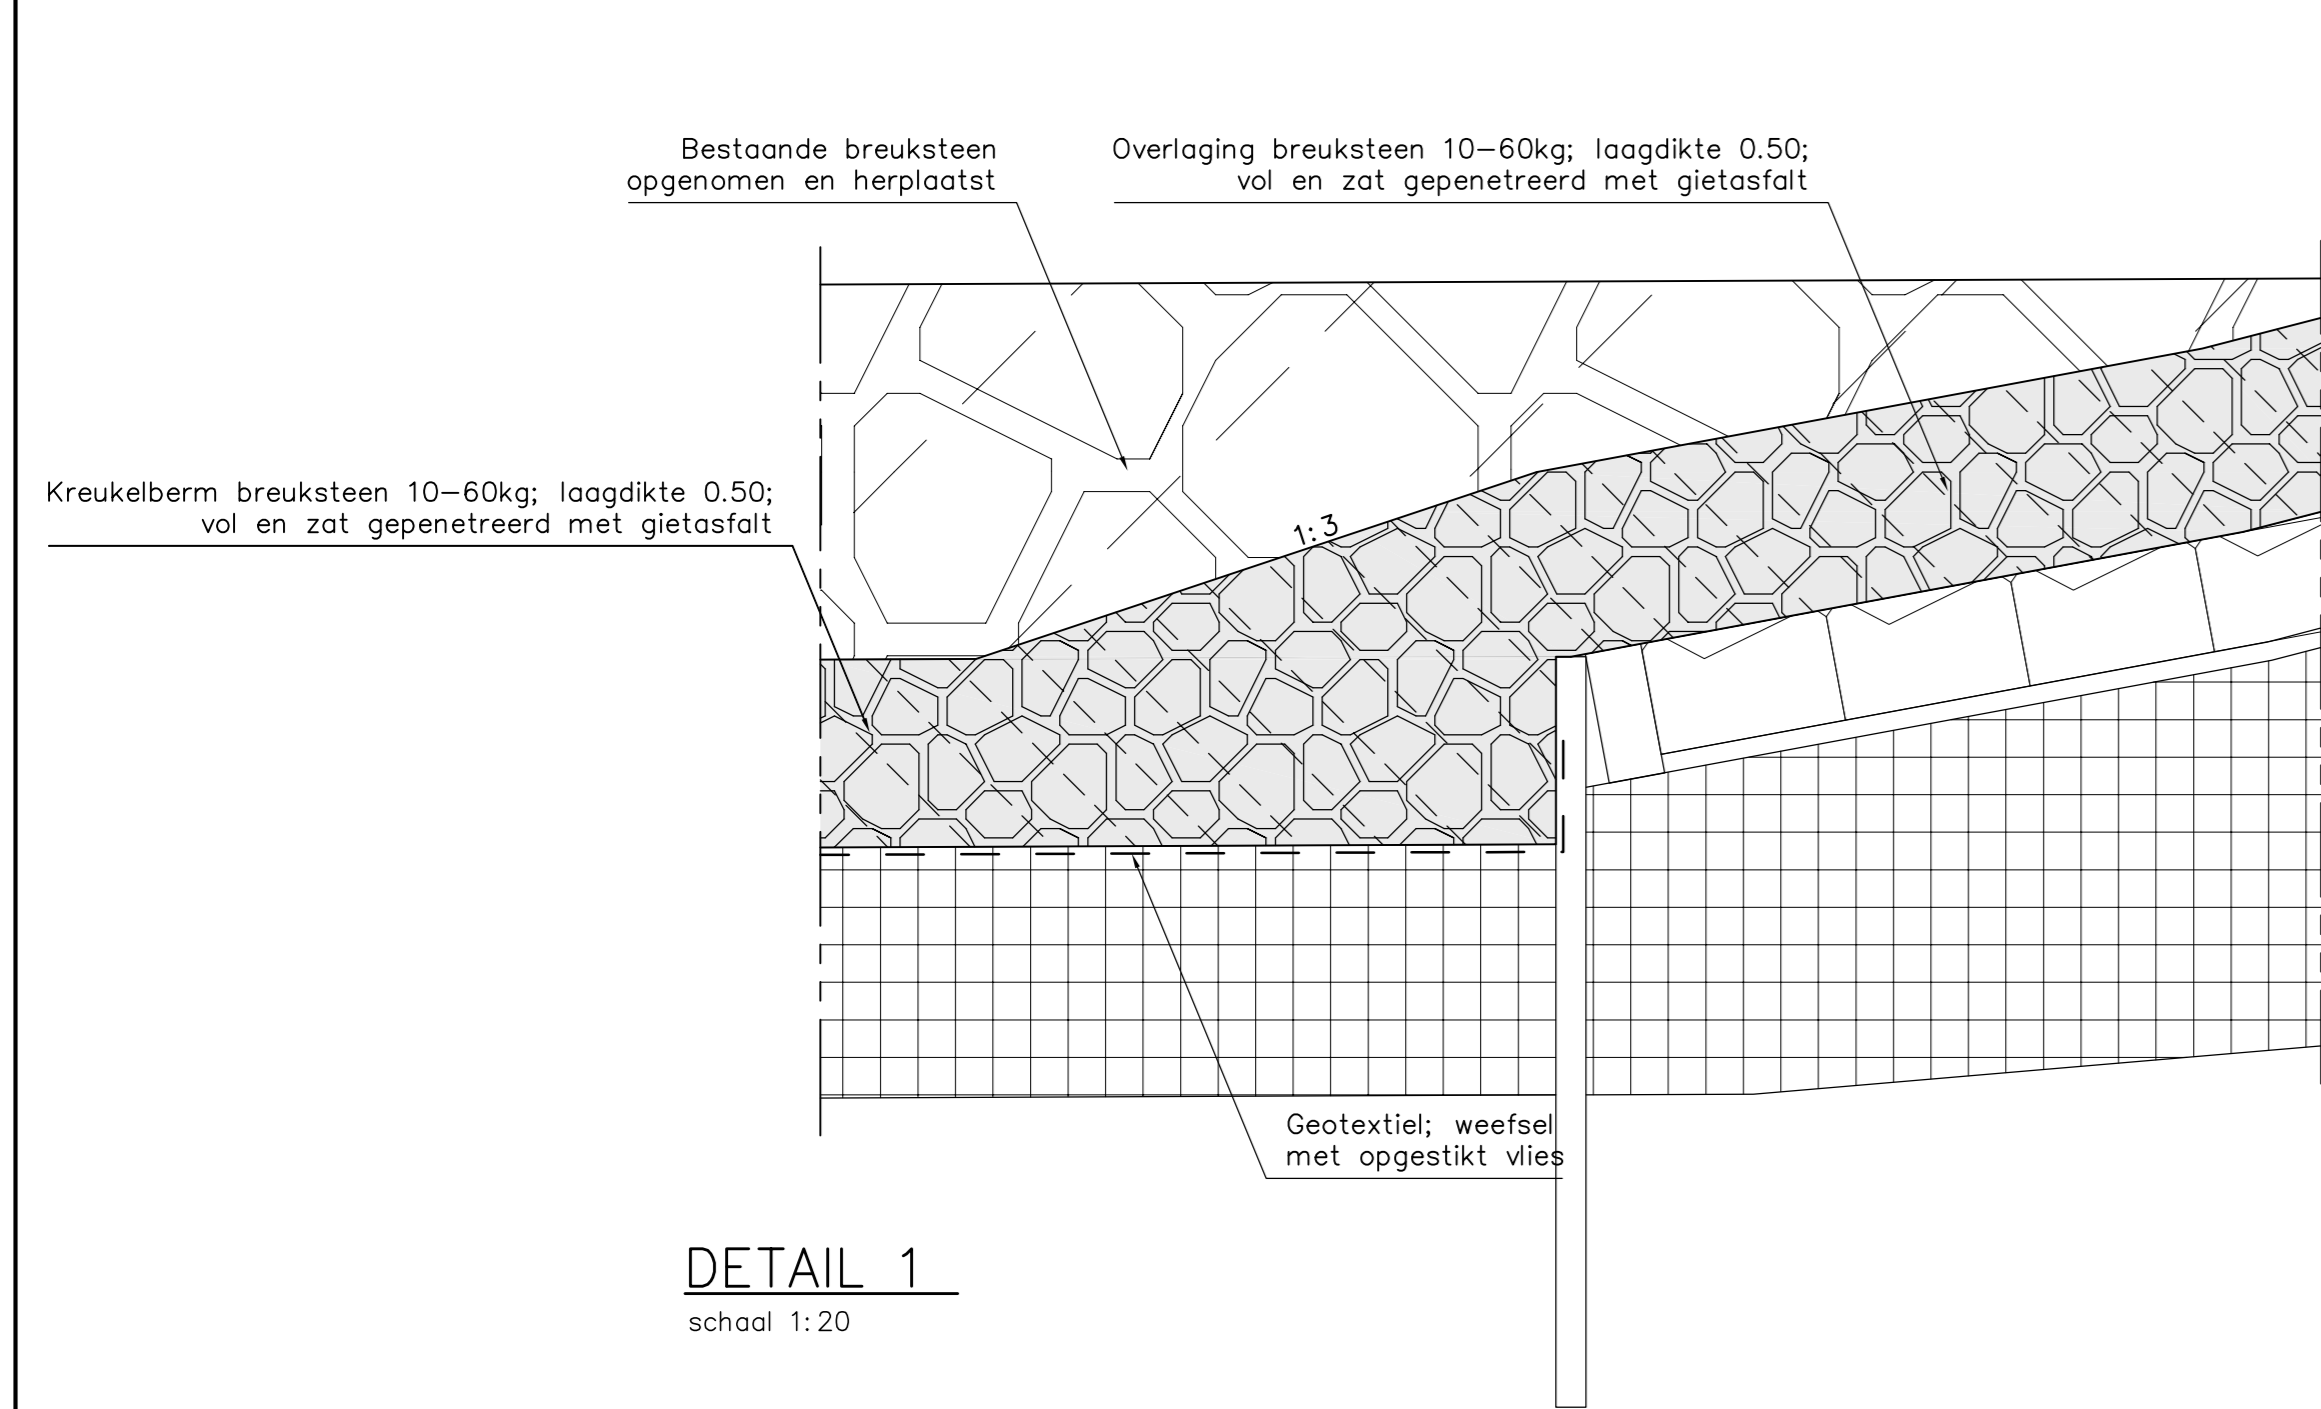 Bestaande breuksteen
opgenomen en herplaatst
Overlaging breuksteen 10-60kg; laagdikte 0.50;
vol en zat gepenetreerd met gietasfalt
Kreukelberm breuksteen 10-60kg; laagdikte 0.50;
vol en zat gepenetreerd met gietasfalt
1:3
Geotextiel; weefsel
met opgestikt vlies
DETAIL 1
schaal 1:20